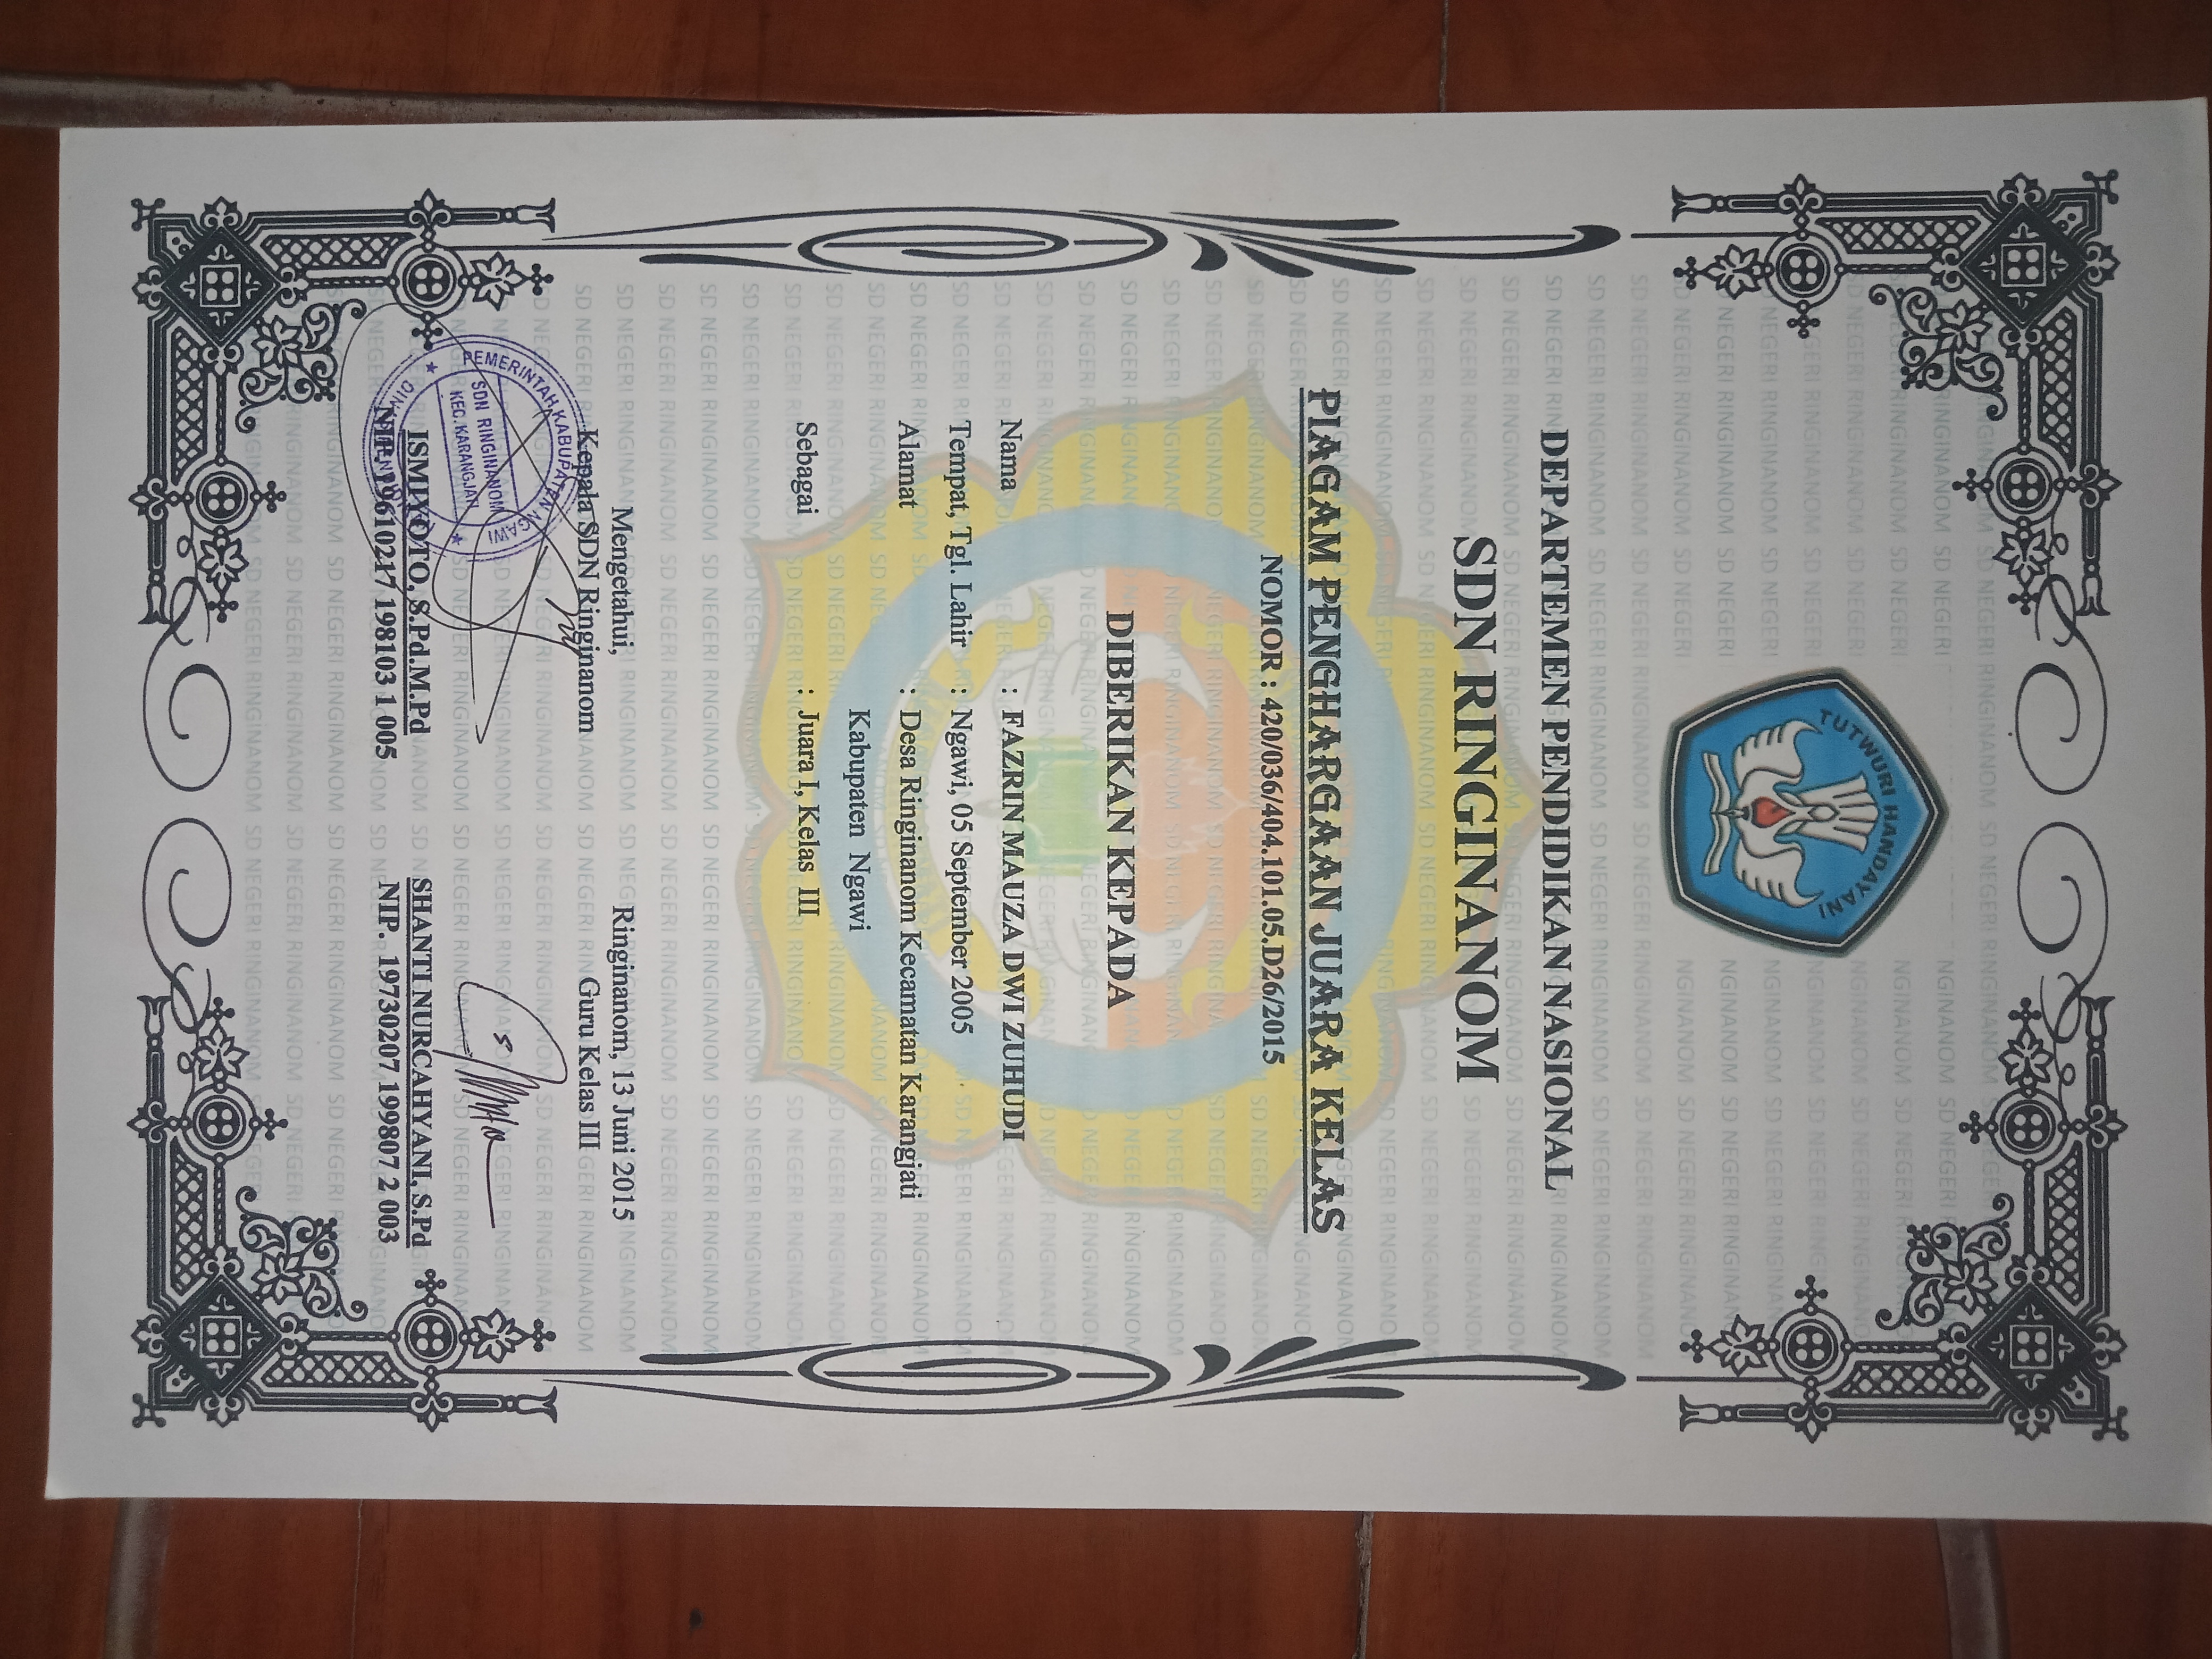 TUTWURI HANDAYANI
DEPARTEMEN PENDIDIKAN NASIONAL
SDN RINGINANOM
PIAGAM PENGHARGAAN JUARA KELAS
NOMOR : 420/036/404.101.05.D26/2015
DIBERIKAN KEPADA
Nama : FAZRIN MAUZA DWI ZUHUDI
Tempat, Tgl. Lahir : Ngawi, 05 September 2005
Alamat : Desa Ringinanom Kecamatan Karangjati
Kabupaten Ngawi
Sebagai : Juara I, Kelas III
Mengetahui,
Kepala SDN Ringinanom
PEMERINTAH KABUPATEN NGAWI
SDN RINGINANOM
KEC. KARANGJATI
ISMIYOTO, S.Pd.M.Pd
NIP. 19610217 198103 1 005
Ringinanom, 13 Juni 2015
Guru Kelas III
SHANTI NURCAHYANI, S.Pd
NIP. 19730207 199807 2 003
SD NEGERI RINGINANOM SD NEGERI RINGINANOM SD NEGERI RINGINANOM SD NEGERI RINGINANOM